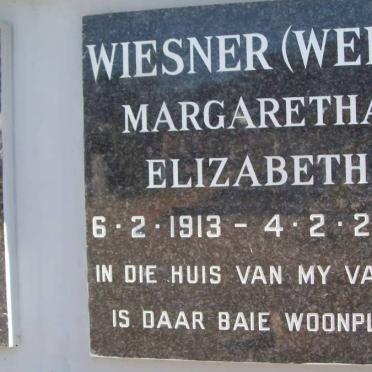 WIESNER (WE
MARGARETHA
ELIZABETH
6·2·1913 - 4·2·2
IN DIE HUIS VAN MY VA
IS DAAR BAIE WOONPL